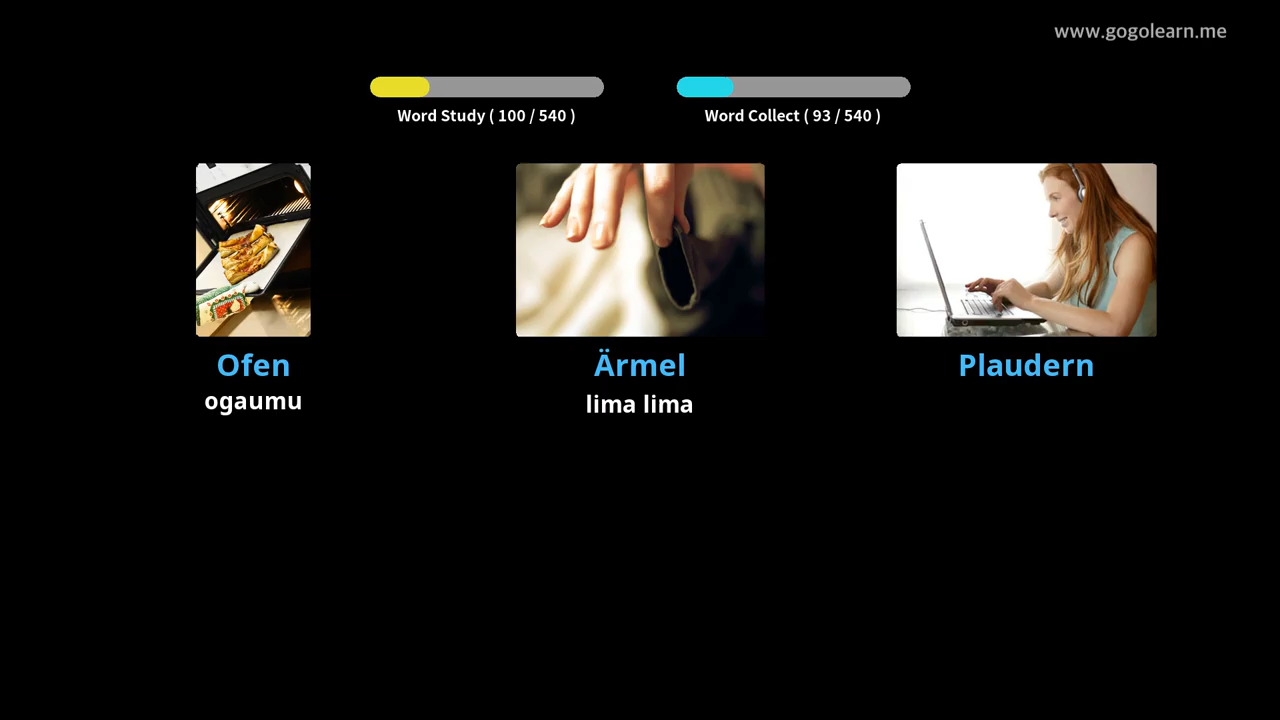 www.gogolearn.me
Word Study ( 100 / 540 )
Word Collect ( 93 / 540 )
Ofen
ogaumu
Ärmel
lima lima
Plaudern